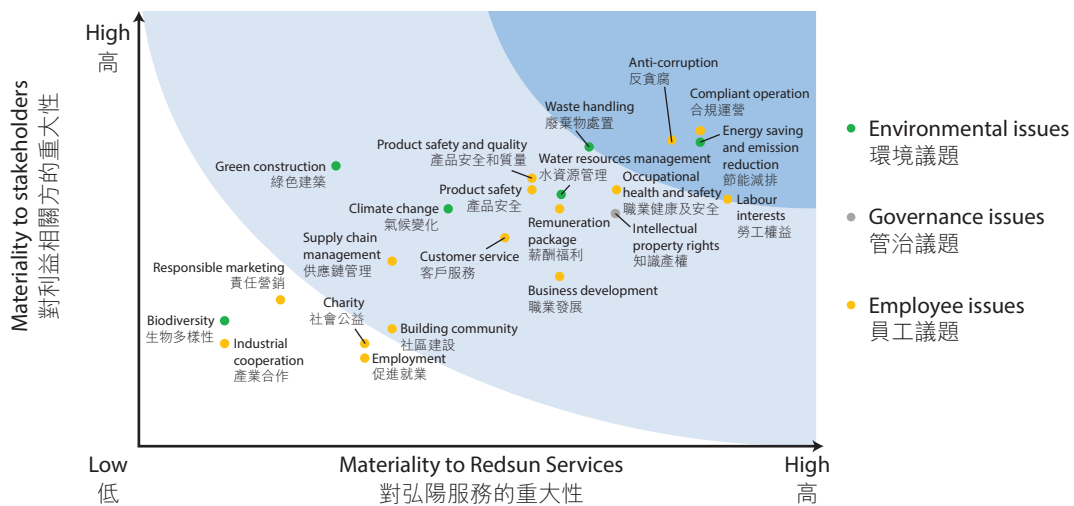 High
高
Materiality to stakeholders
對利益相關方的重大性
Anti-corruption
反貪腐
Compliant operation
合規運營
Waste handling
廢棄物處置
Energy saving
and emission
reduction
節能減排
Product safety and quality
產品安全和質量
Water resources management
水資源管理
Green construction
綠色建築
Product safety
產品安全
Occupational
health and safety
職業健康及安全
Labour
interests
勞工權益
Climate change
氣候變化
Remuneration
package
薪酬福利
Intellectual
property rights
知識產權
Supply chain
management
供應鏈管理
Customer service
客戶服務
Responsible marketing
責任營銷
Business development
職業發展
Charity
社會公益
Biodiversity
生物多樣性
Building community
社區建設
Industrial
cooperation
產業合作
Employment
促進就業
Low
低
Materiality to Redsun Services
對弘陽服務的重大性
High
高
Environmental issues
環境議題
Governance issues
管治議題
Employee issues
員工議題